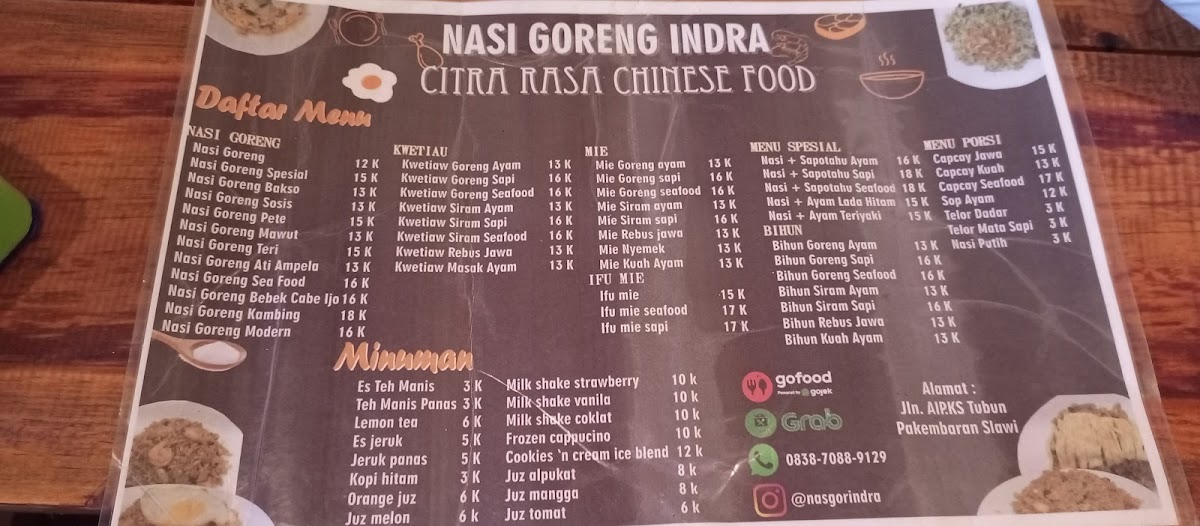 NASI GORENG INDRA
CITRA RASA CHINESE FOOD
Daftar Menu
NASI GORENG
Nasi Goreng 12 K
Nasi Goreng Spesial 15 K
Nasi Goreng Bakso 13 K
Nasi Goreng Sosis 13 K
Nasi Goreng Pete 15 K
Nasi Goreng Mawut 13 K
Nasi Goreng Teri 15 K
Nasi Goreng Ati Ampela 13 K
Nasi Goreng Sea Food 16 K
Nasi Goreng Bebek Cabe Ijo 16 K
Nasi Goreng Kambing 18 K
Nasi Goreng Modern 16 K
KWETIAU
Kwetiaw Goreng Ayam 13 K
Kwetiaw Goreng Sapi 16 K
Kwetiaw Goreng Seafood 16 K
Kwetiaw Siram Ayam 13 K
Kwetiaw Siram Sapi 16 K
Kwetiaw Siram Seafood 16 K
Kwetiaw Rebus Jawa 13 K
Kwetiaw Masak Ayam 13 K
MIE
Mie Goreng ayam 13 K
Mie Goreng sapi 16 K
Mie Goreng seafood 16 K
Mie Siram ayam 13 K
Mie Siram sapi 16 K
Mie Rebus jawa 13 K
Mie Nyemek 13 K
Mie Kuah Ayam 13 K
IFU MIE
Ifu mie 15 K
Ifu mie seafood 17 K
Ifu mie sapi 17 K
MENU SPESIAL
Nasi + Sapotahu Ayam 16 K
Nasi + Sapotahu Sapi 18 K
Nasi + Sapotahu Seafood 18 K
Nasi + Ayam Lada Hitam 15 K
Nasi + Ayam Teriyaki 15 K
BIHUN
Bihun Goreng Ayam 13 K
Bihun Goreng Sapi 16 K
Bihun Goreng Seafood 16 K
Bihun Siram Ayam 13 K
Bihun Siram Sapi 16 K
Bihun Rebus Jawa 13 K
Bihun Kuah Ayam 13 K
MENU PORSI
Capcay Jawa 15 K
Capcay Kuah 13 K
Capcay Seafood 17 K
Sop Ayam 12 K
Telor Dadar 3 K
Telor Mata Sapi 3 K
Nasi Putih 3 K
Minuman
Es Teh Manis 3 K
Teh Manis Panas 3 K
Lemon tea 6 K
Es jeruk 5 K
Jeruk panas 5 K
Kopi hitam 3 K
Orange juz 6 K
Juz melon 6 k
Milk shake strawberry 10 k
Milk shake vanila 10 k
Milk shake coklat 10 k
Frozen cappucino 10 k
Cookies 'n cream ice blend 12 k
Juz alpukat 8 k
Juz mangga 8 k
Juz tomat 6 k
gofood
Powered by gojek
Grab
0838-7088-9129
@nasgorindra
Alamat :
Jln. AIP.KS Tubun
Pakembaran Slawi